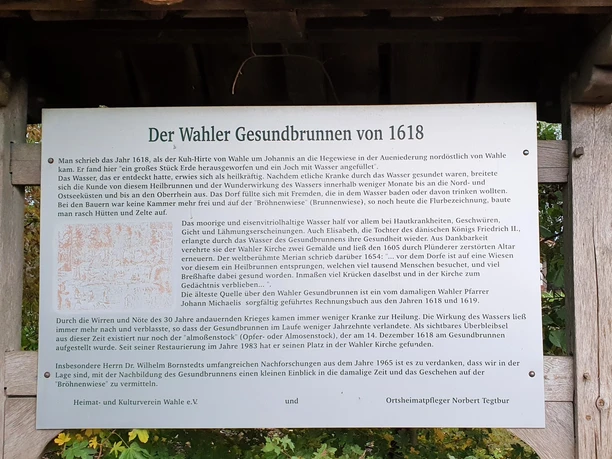 Der Wahler Gesundbrunnen von 1618
Man schrieb das Jahr 1618, als der Kuh-Hirte von Wahle um Johannis an die Hegewiese in der Aueniederung nordöstlich von Wahle
kam. Er fand hier "ein großes Stück Erde herausgeworfen und ein Joch mit Wasser angefüllet".
Das Wasser, das er entdeckt hatte, erwies sich als heilkräftig. Nachdem etliche Kranke durch das Wasser gesundet waren, breitete
sich die Kunde von diesem Heilbrunnen und der Wunderwirkung des Wassers innerhalb weniger Monate bis an die Nord- und
Ostseeküsten und bis an den Oberrhein aus. Das Dorf füllte sich mit Fremden, die in dem Wasser baden oder davon trinken wollten.
Bei den Bauern war keine Kammer mehr frei und auf der "Bröhnenwiese" (Brunnenwiese), so noch heute die Flurbezeichnung, baute
man rasch Hütten und Zelte auf.
Das moorige und eisenvitriolhaltige Wasser half vor allem bei Hautkrankheiten, Geschwüren,
Gicht und Lähmungserscheinungen. Auch Elisabeth, die Tochter des dänischen Königs Friedrich II.,
erlangte durch das Wasser des Gesundbrunnens ihre Gesundheit wieder. Aus Dankbarkeit
verehrte sie der Wahler Kirche zwei Gemälde und ließ den 1605 durch Plünderer zerstörten Altar
erneuern. Der weltberühmte Merian schrieb darüber 1654: "... vor dem Dorfe ist auf eine Wiesen
vor diesem ein Heilbrunnen entsprungen, welchen viel tausend Menschen besuchet, und viel
Breßhafte dabei gesund worden. Inmaßen viel Krücken daselbst und in der Kirche zum
Gedächtnis verblieben... ".
Die älteste Quelle über den Wahler Gesundbrunnen ist ein vom damaligen Wahler Pfarrer
Johann Michaelis sorgfältig geführtes Rechnungsbuch aus den Jahren 1618 und 1619.
Durch die Wirren und Nöte des 30 Jahre andauernden Krieges kamen immer weniger Kranke zur Heilung. Die Wirkung des Wassers ließ
immer mehr nach und verblasste, so dass der Gesundbrunnen im Laufe weniger Jahrzehnte verlandete. Als sichtbares Überbleibsel
aus dieser Zeit existiert nur noch der "almoßenstock" (Opfer- oder Almosenstock), der am 14. Dezember 1618 am Gesundbrunnen
aufgestellt wurde. Seit seiner Restaurierung im Jahre 1983 hat er seinen Platz in der Wahler Kirche gefunden.
Insbesondere Herrn Dr. Wilhelm Bornstedts umfangreichen Nachforschungen aus dem Jahre 1965 ist es zu verdanken, dass wir in der
Lage sind, mit der Nachbildung des Gesundbrunnens einen kleinen Einblick in die damalige Zeit und das Geschehen auf der
"Bröhnenwiese" zu vermitteln.
Heimat- und Kulturverein Wahle e.V. und Ortsheimatpfleger Norbert Tegtbur